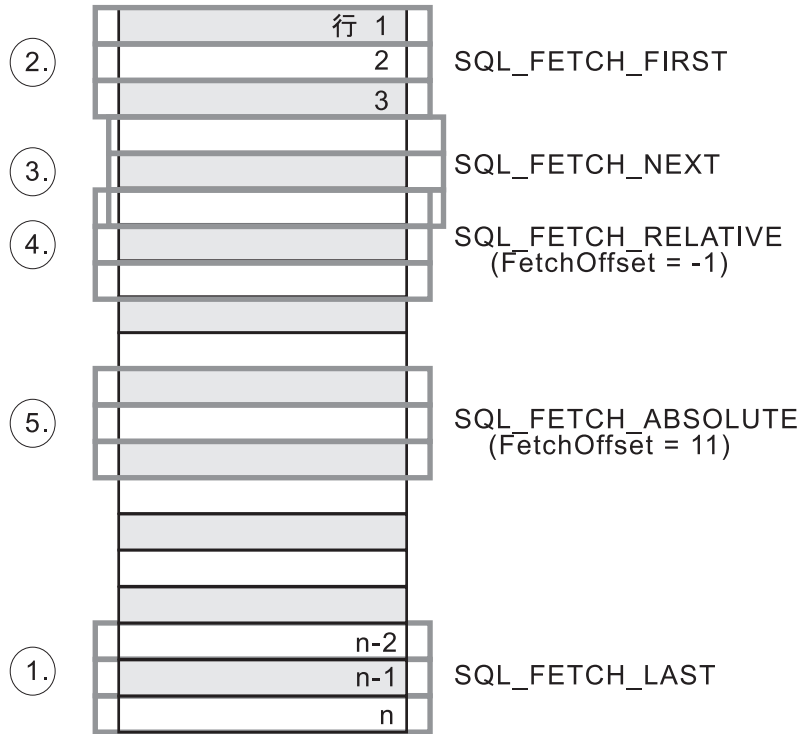 行 1
2. 2 SQL_FETCH_FIRST
3
3. SQL_FETCH_NEXT
4. SQL_FETCH_RELATIVE
(FetchOffset = -1)
5. SQL_FETCH_ABSOLUTE
(FetchOffset = 11)
n-2
1. n-1 SQL_FETCH_LAST
n